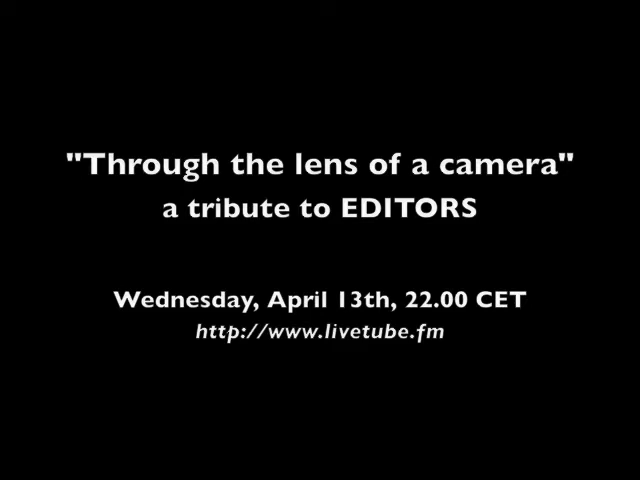 "Through the lens of a camera"
a tribute to EDITORS
Wednesday, April 13th, 22.00 CET
http://www.livetube.fm